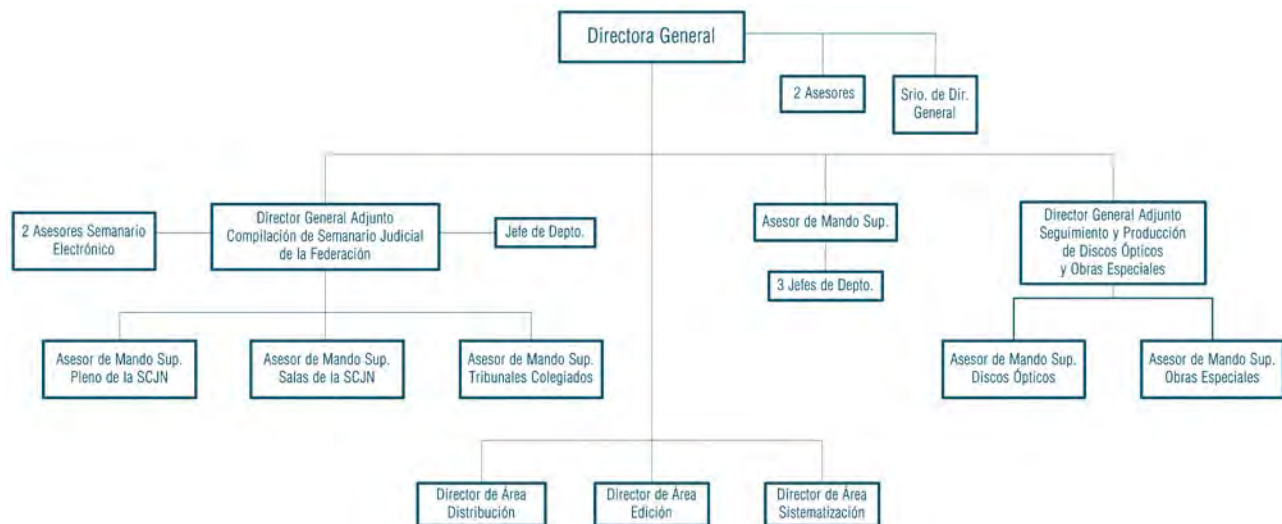 Directora General
2 Asesores
Srio. de Dir.
General
2 Asesores Semanario
Electrónico
Director General Adjunto
Compilación de Semanario Judicial
de la Federación
Jefe de Depto.
Asesor de Mando Sup.
3 Jefes de Depto.
Director General Adjunto
Seguimiento y Producción
de Discos Ópticos
y Obras Especiales
Asesor de Mando Sup.
Pleno de la SCJN
Asesor de Mando Sup.
Salas de la SCJN
Asesor de Mando Sup.
Tribunales Colegiados
Asesor de Mando Sup.
Discos Ópticos
Asesor de Mando Sup.
Obras Especiales
Director de Área
Distribución
Director de Área
Edición
Director de Área
Sistematización